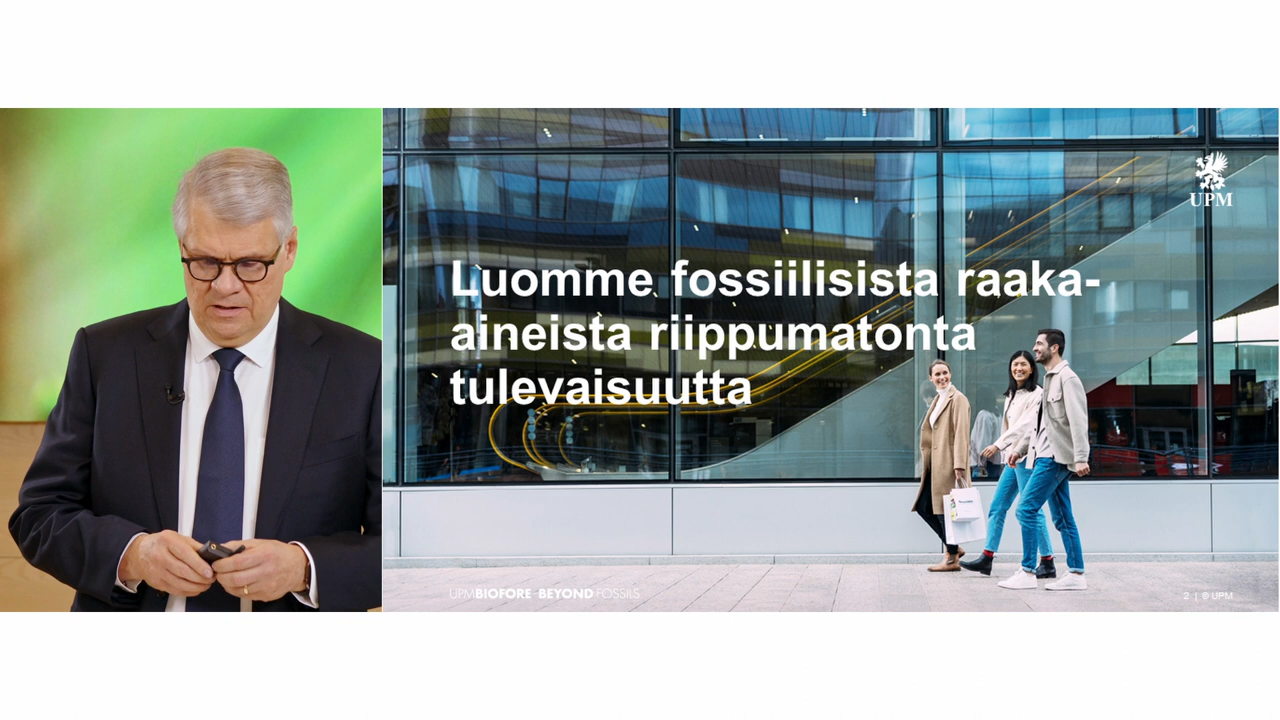 UPM
Luomme fossiilisista raaka-
aineista riippumatonta
tulevaisuutta
UPMBIOFORE BEYOND FOSSILS
2 | © UPM